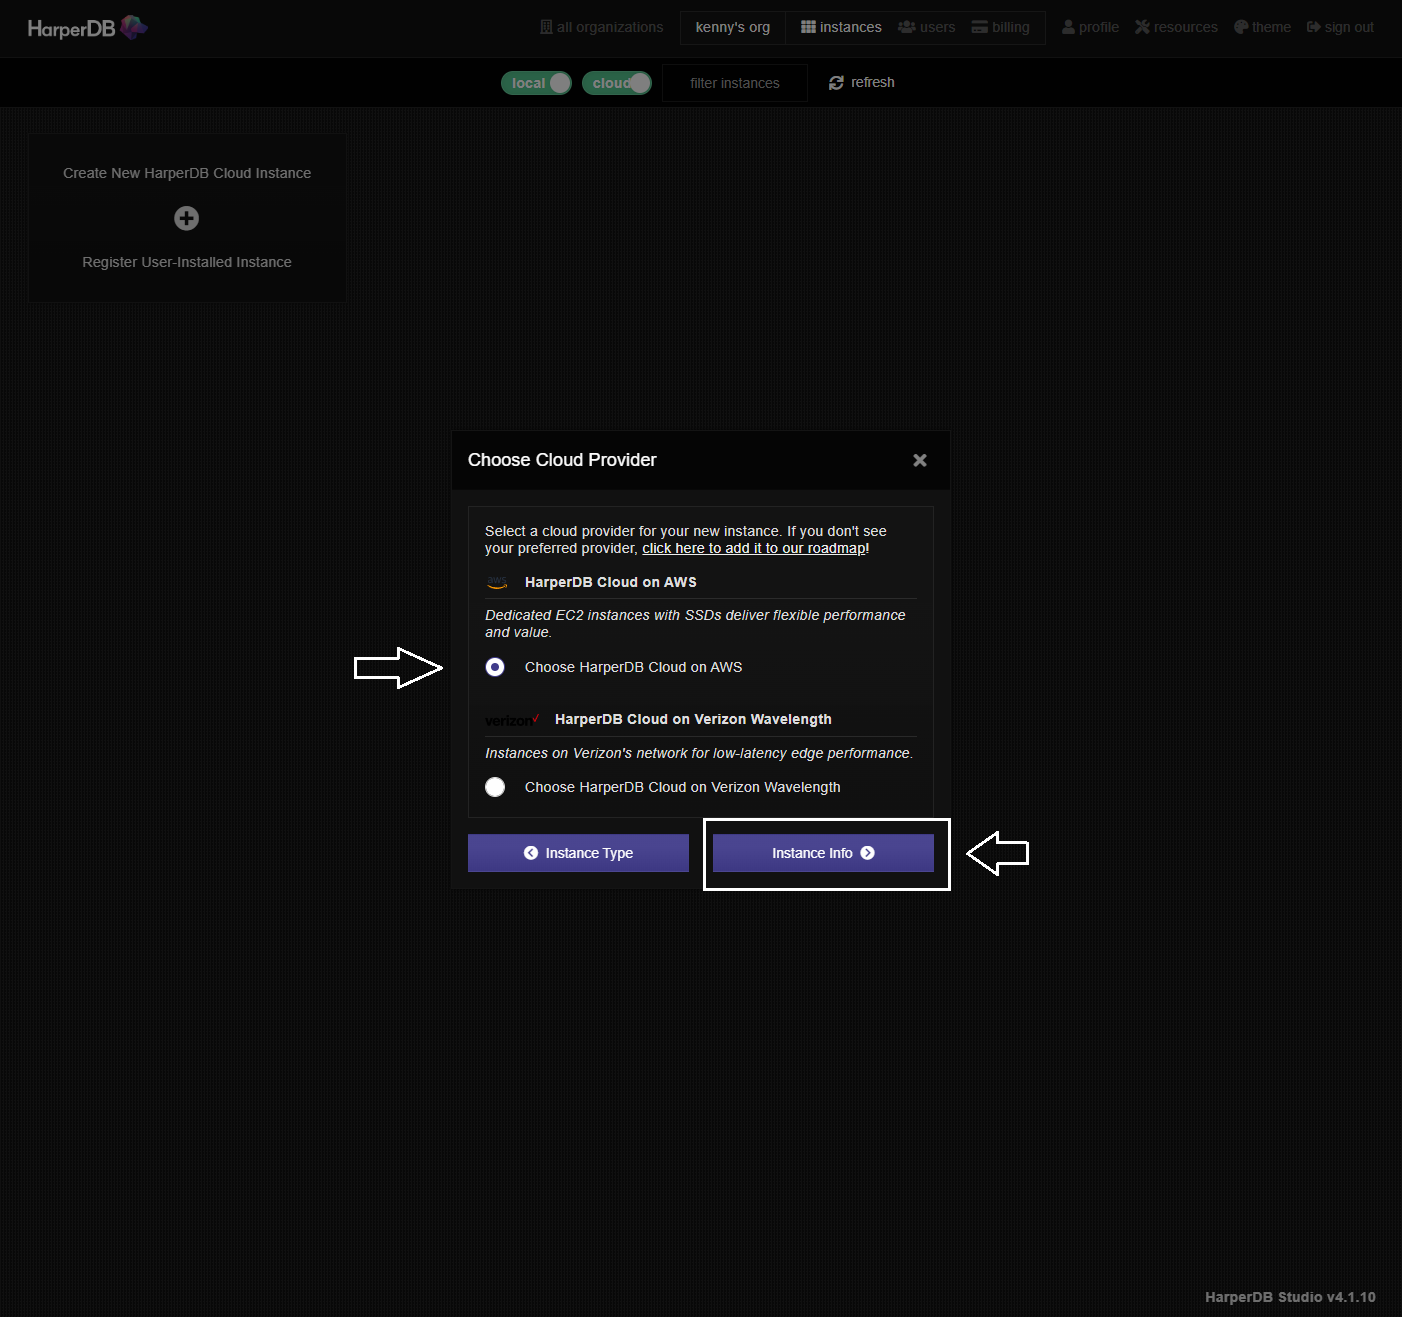 HarperDB
all organizations
kenny's org
instances
users
billing
profile
resources
theme
sign out
local
cloud
filter instances
refresh
Create New HarperDB Cloud Instance
Register User-Installed Instance
Choose Cloud Provider
Select a cloud provider for your new instance. If you don't see
your preferred provider, click here to add it to our roadmap!
aws
HarperDB Cloud on AWS
Dedicated EC2 instances with SSDs deliver flexible performance
and value.
Choose HarperDB Cloud on AWS
verizon
HarperDB Cloud on Verizon Wavelength
Instances on Verizon's network for low-latency edge performance.
Choose HarperDB Cloud on Verizon Wavelength
Instance Type
Instance Info
HarperDB Studio v4.1.10